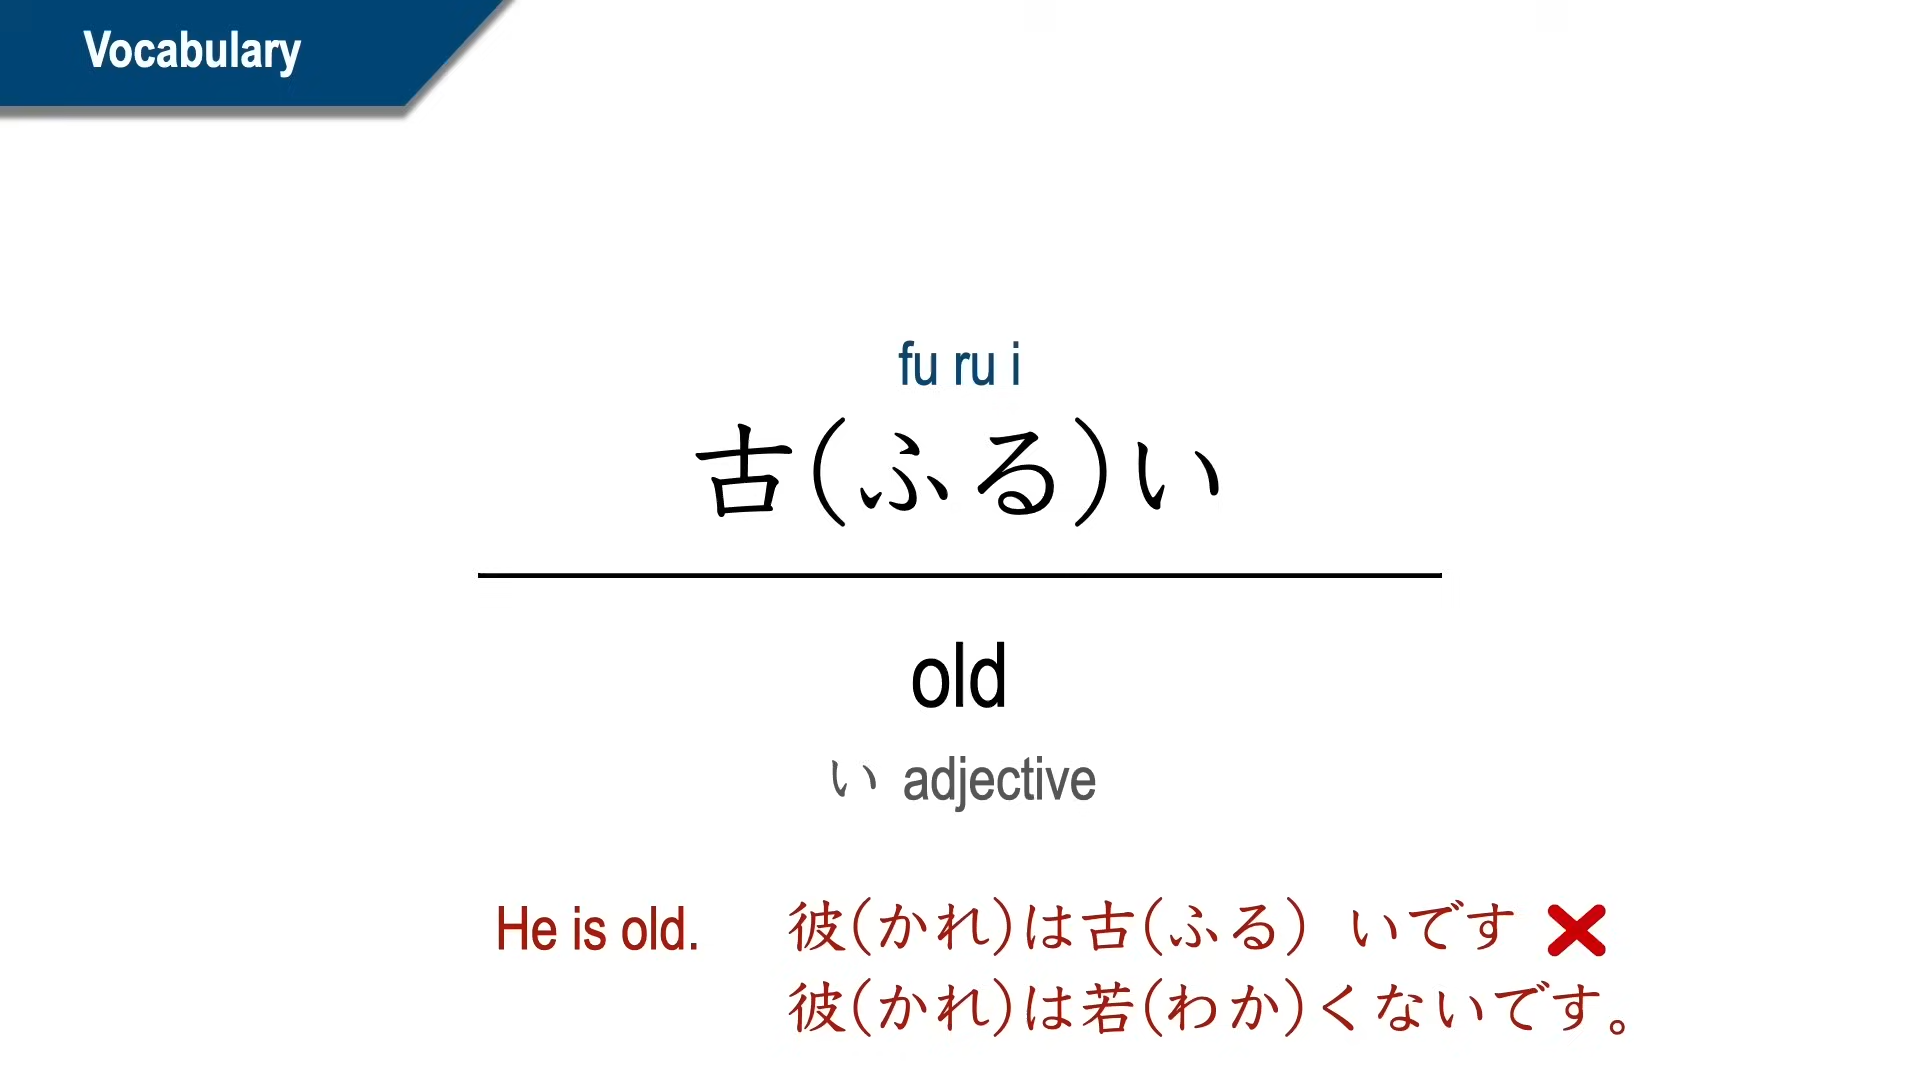 Vocabulary
fu ru i
古(ふる)い
old
い adjective
He is old. 彼(かれ)は古(ふる) いです ❌
彼(かれ)は若(わか)くないです。